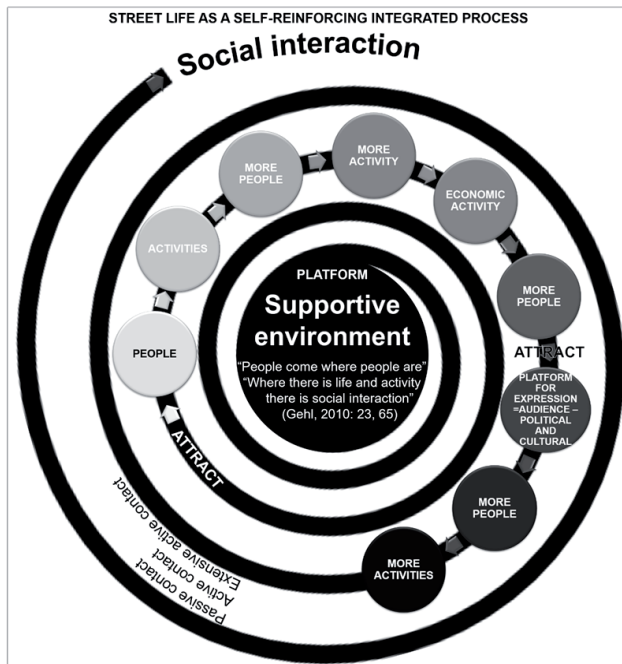 STREET LIFE AS A SELF-REINFORCING INTEGRATED PROCESS
Social interaction
MORE
PEOPLE
MORE
ACTIVITY
ECONOMIC
ACTIVITY
ACTIVITIES
MORE
PEOPLE
PEOPLE
PLATFORM
Supportive
environment
“People come where people are”
“Where there is life and activity
there is social interaction”
(Gehl, 2010: 23, 65)
ATTRACT
PLATFORM
FOR
EXPRESSION
=AUDIENCE –
POLITICAL
AND
CULTURAL
MORE
PEOPLE
MORE
ACTIVITIES
ATTRACT
Extensive active contact
Active contact
Passive contact